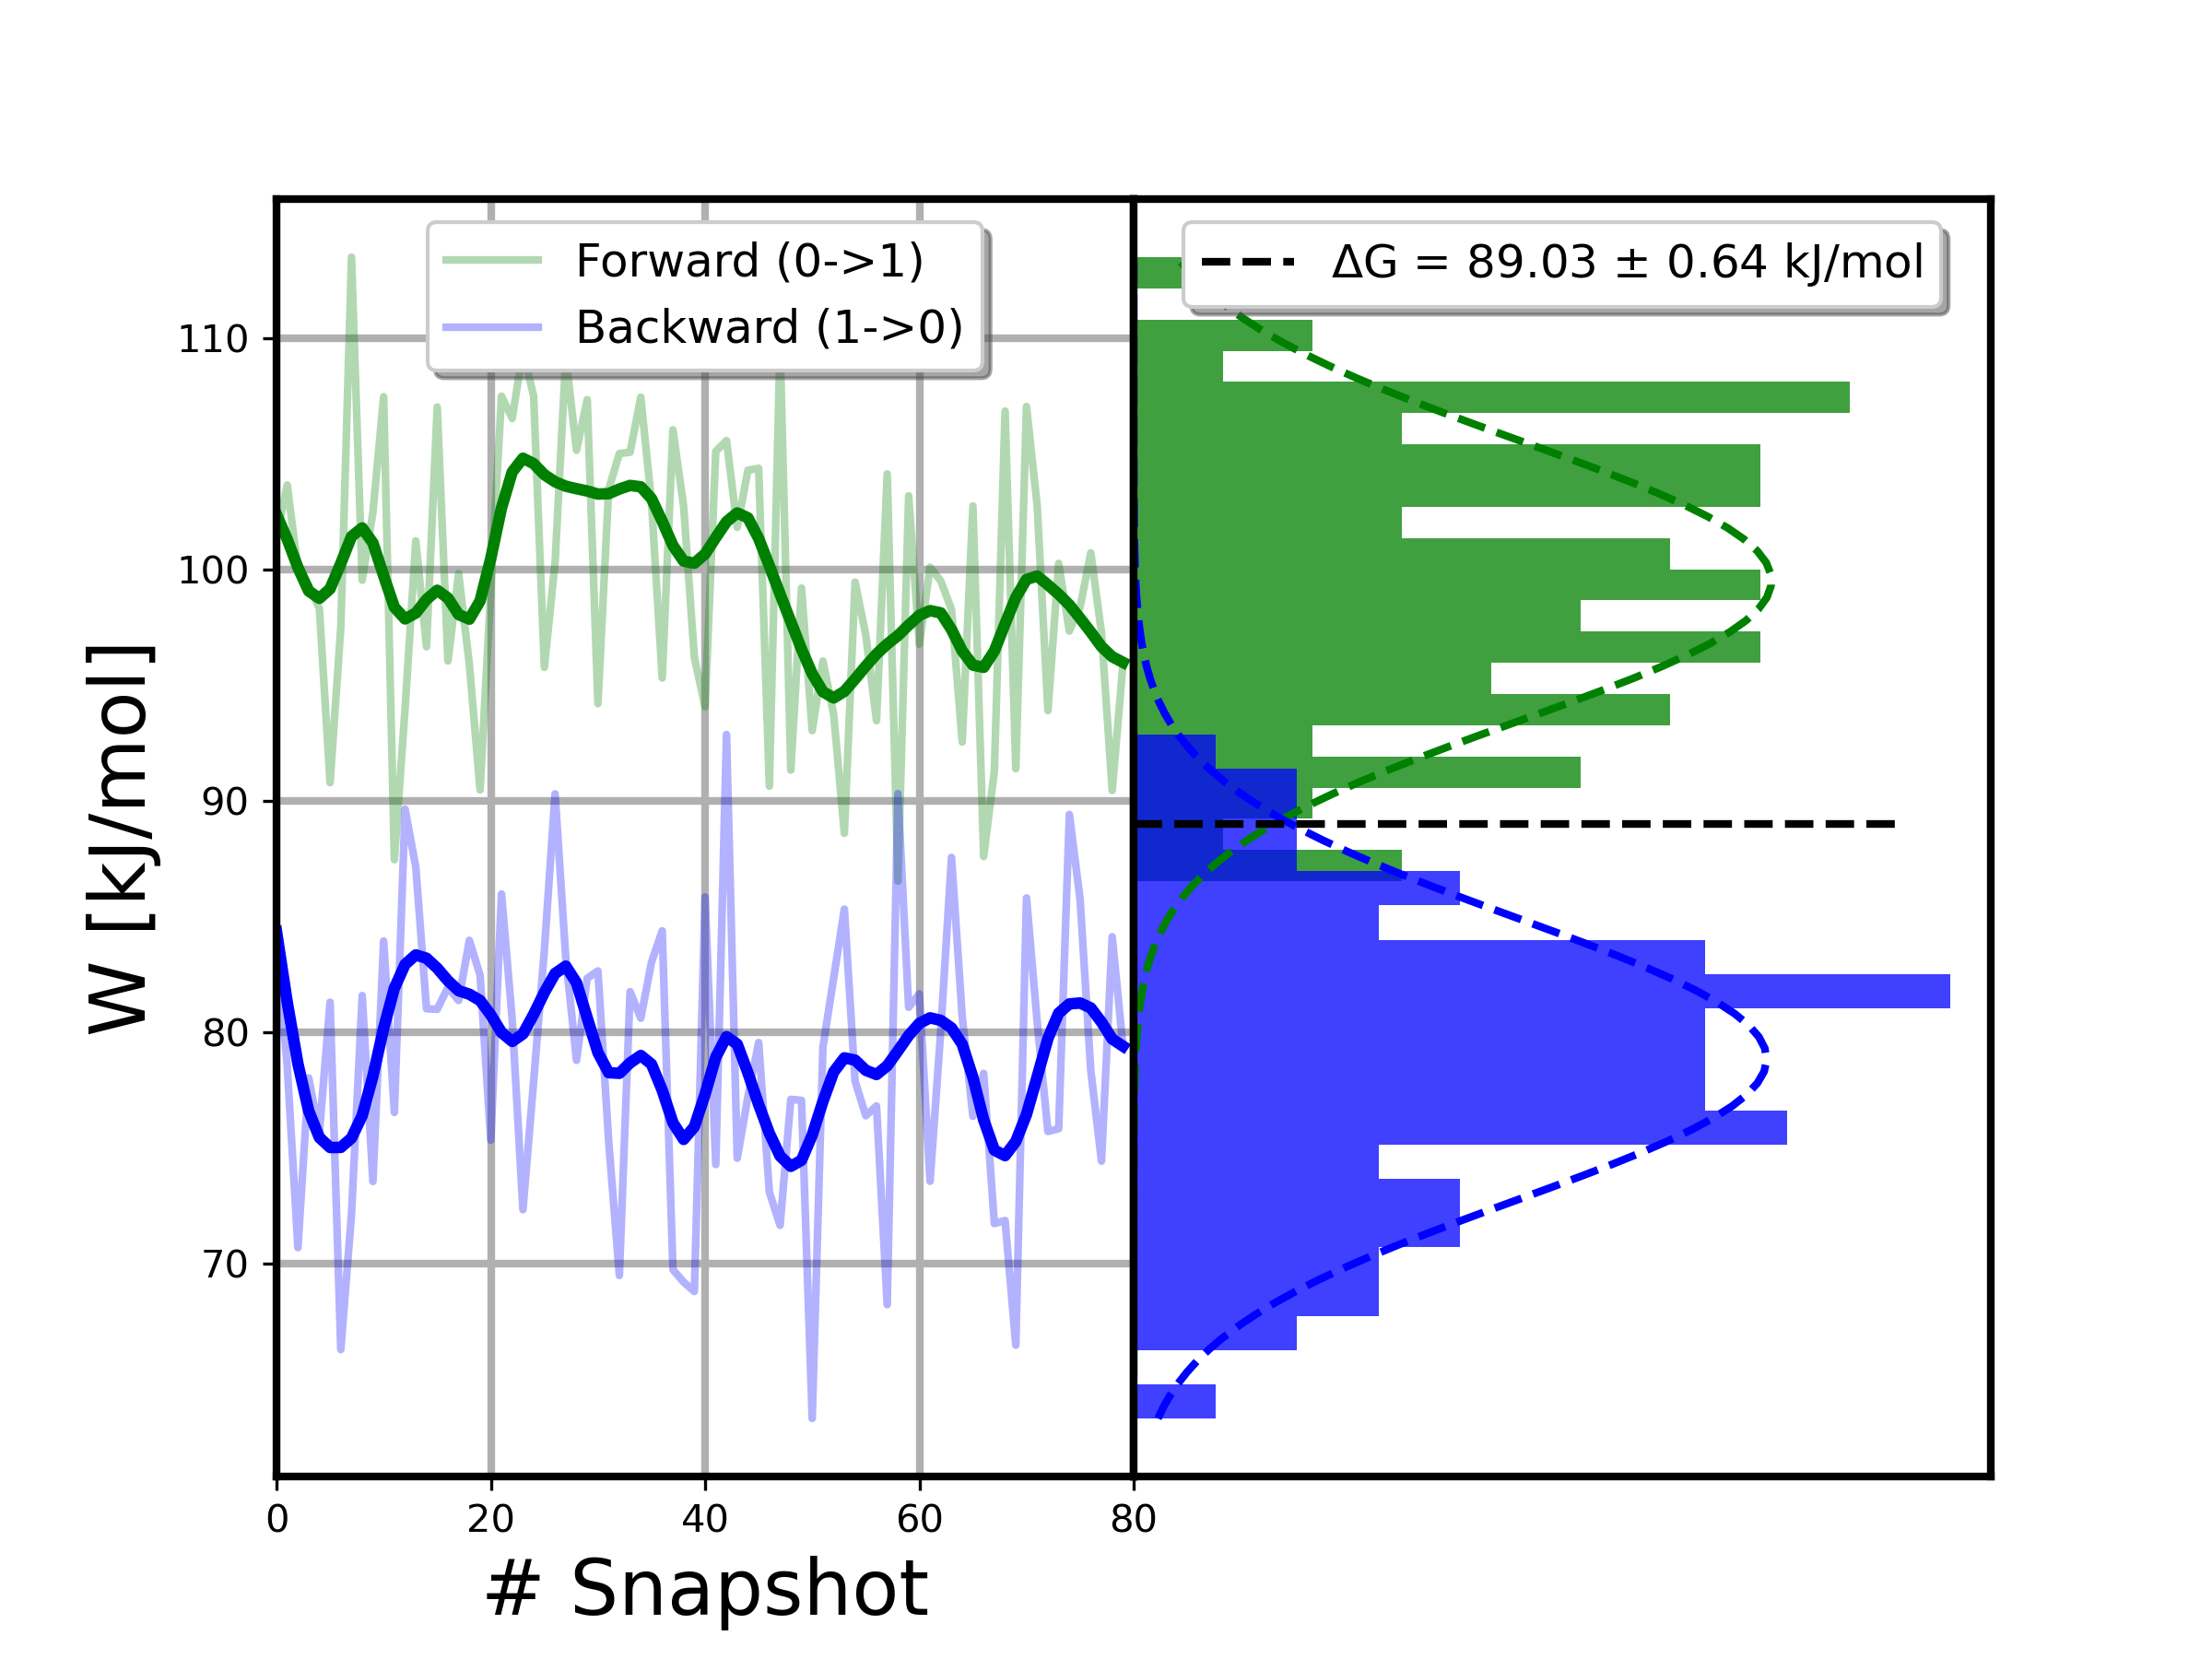 Forward (0->1)
Backward (1->0)
ΔG = 89.03 ± 0.64 kJ/mol
110
100
90
80
70
W [kJ/mol]
0
20
40
60
80
# Snapshot